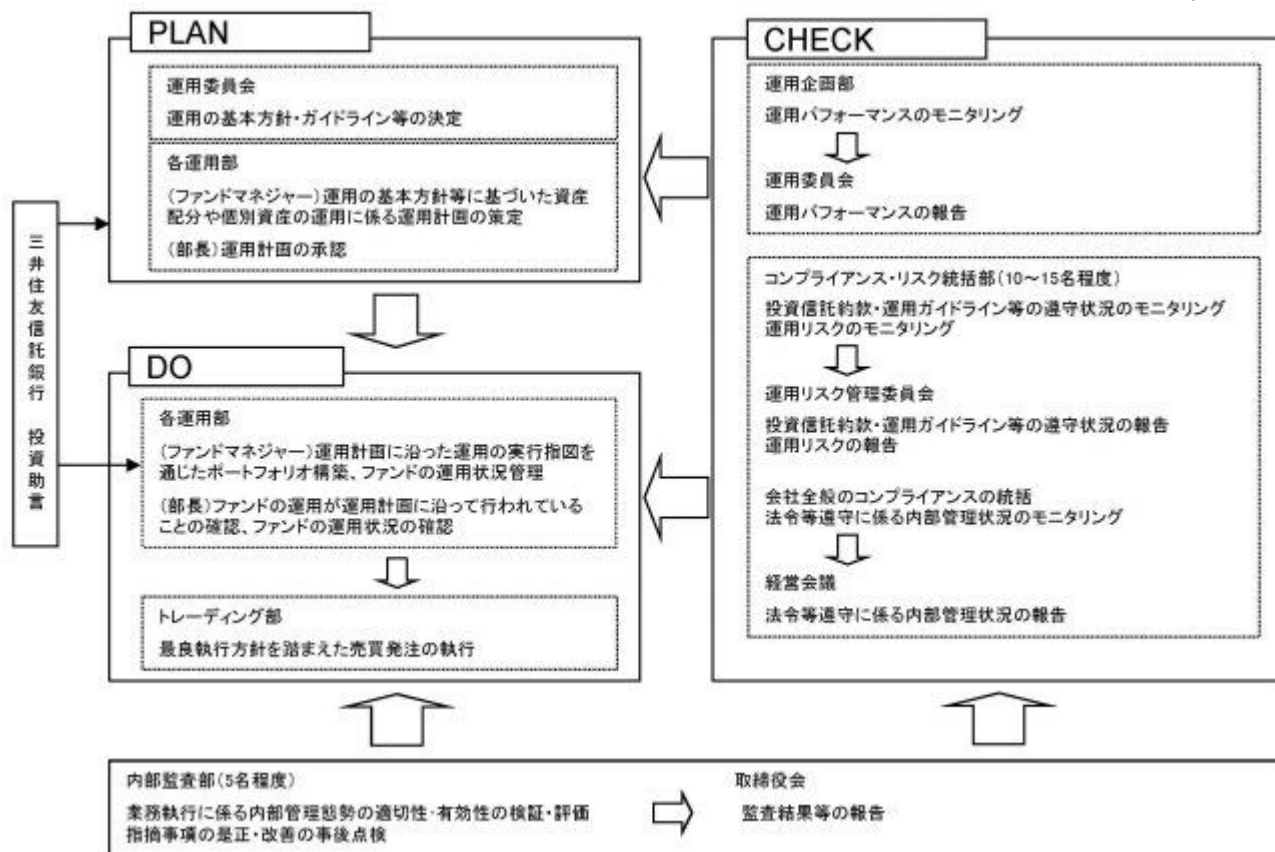 PLAN
運用委員会
運用の基本方針・ガイドライン等の決定
各運用部
(ファンドマネジャー)運用の基本方針等に基づいた資産
配分や個別資産の運用に係る運用計画の策定
(部長)運用計画の承認
三井住友信託銀行 投資助言
DO
各運用部
(ファンドマネジャー)運用計画に沿った運用の実行指図を
通じたポートフォリオ構築、ファンドの運用状況管理
(部長)ファンドの運用が運用計画に沿って行われている
ことの確認、ファンドの運用状況の確認
トレーディング部
最良執行方針を踏まえた売買発注の執行
CHECK
運用企画部
運用パフォーマンスのモニタリング
運用委員会
運用パフォーマンスの報告
コンプライアンス・リスク統括部(10~15名程度)
投資信託約款・運用ガイドライン等の遵守状況のモニタリング
運用リスクのモニタリング
運用リスク管理委員会
投資信託約款・運用ガイドライン等の遵守状況の報告
運用リスクの報告
会社全般のコンプライアンスの統括
法令等遵守に係る内部管理状況のモニタリング
経営会議
法令等遵守に係る内部管理状況の報告
内部監査部(5名程度)
業務執行に係る内部管理態勢の適切性・有効性の検証・評価
指摘事項の是正・改善の事後点検
取締役会
監査結果等の報告